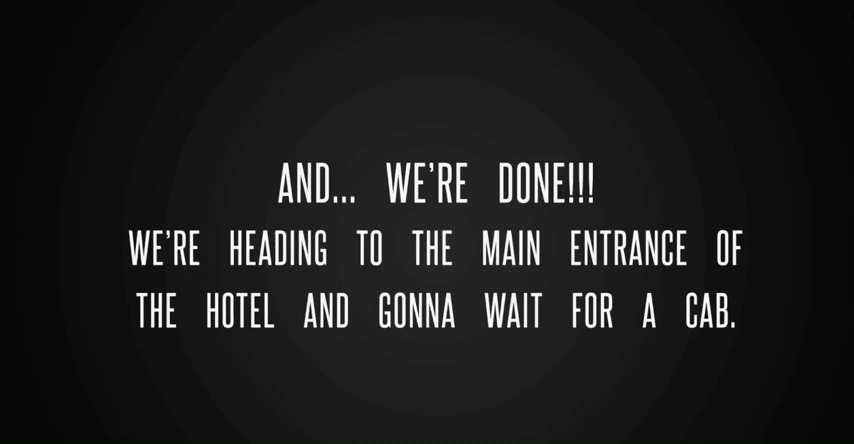 AND... WE'RE DONE!!!
WE'RE HEADING TO THE MAIN ENTRANCE OF
THE HOTEL AND GONNA WAIT FOR A CAB.